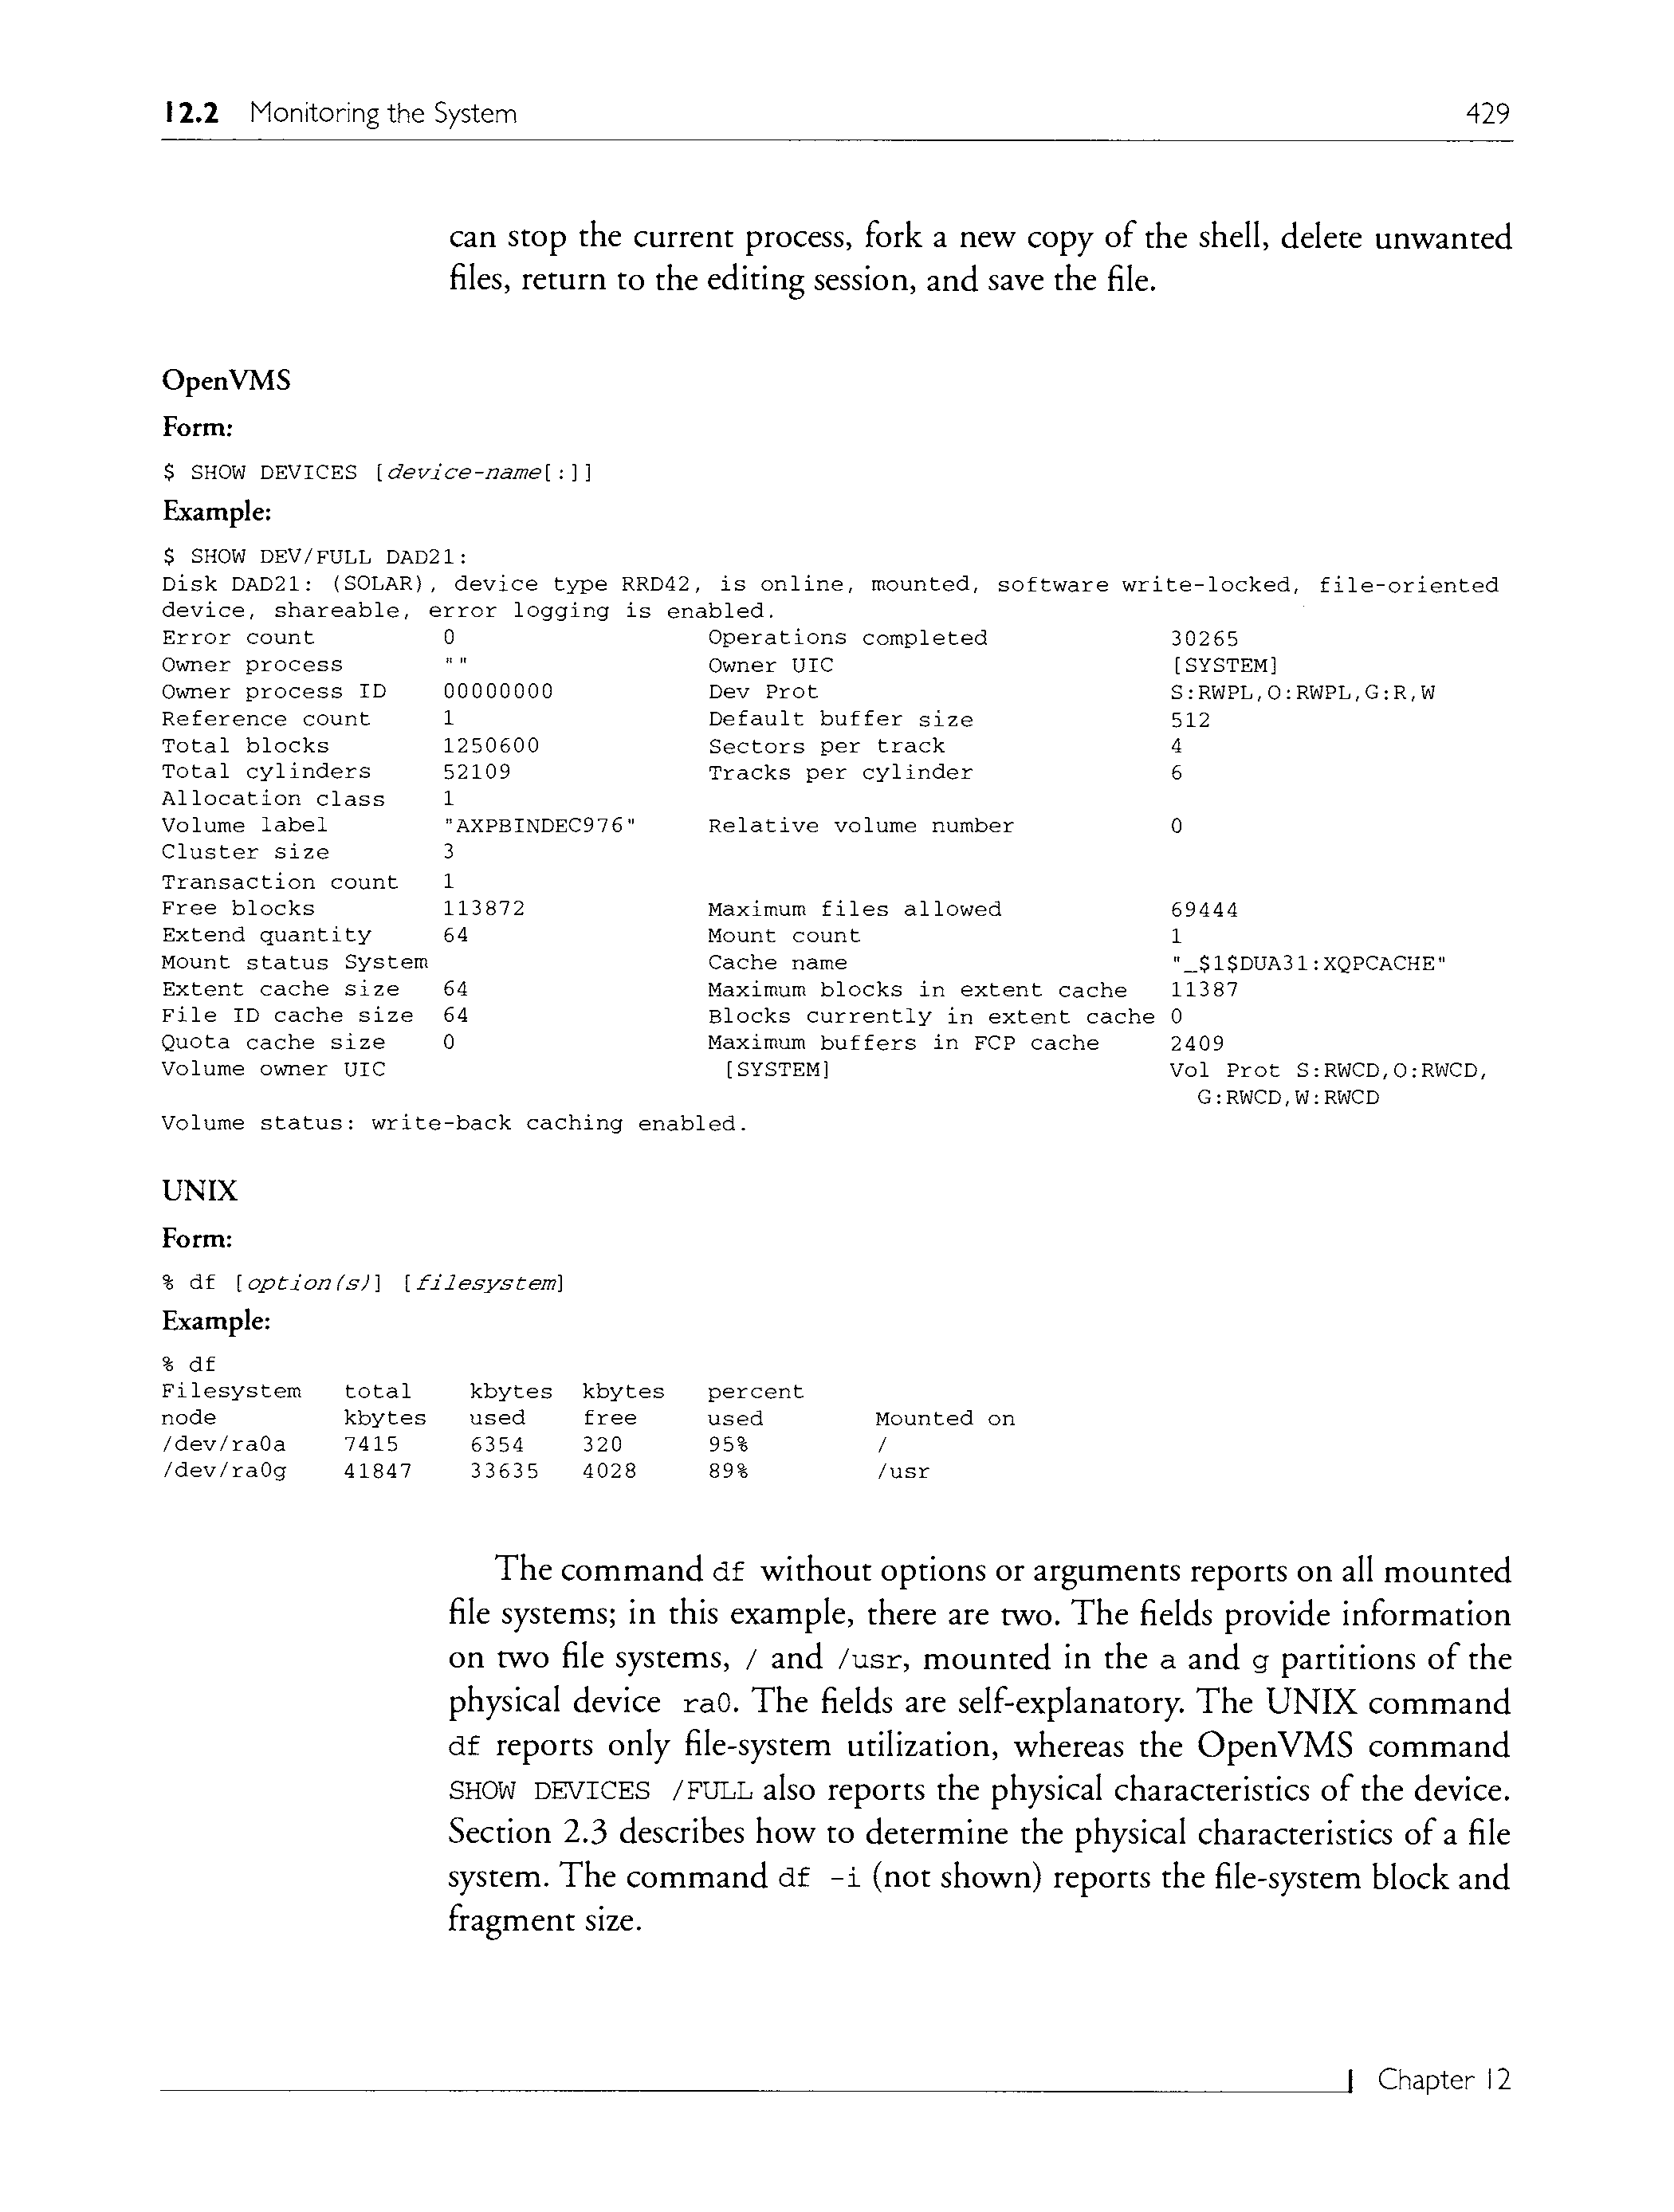 12.2 Monitoring the System 429
can stop the current process, fork a new copy of the shell, delete unwanted
files, return to the editing session, and save the file.
OpenVMS
Form:
$ SHOW DEVICES [device-name[:]]
Example:
$ SHOW DEV/FULL DAD21:
Disk DAD21: (SOLAR), device type RRD42, is online, mounted, software write-locked, file-oriented
device, shareable, error logging is enabled.
Error count 0 Operations completed 30265
Owner process "" Owner UIC [SYSTEM]
Owner process ID 00000000 Dev Prot S:RWPL,O:RWPL,G:R,W
Reference count 1 Default buffer size 512
Total blocks 1250600 Sectors per track 4
Total cylinders 52109 Tracks per cylinder 6
Allocation class 1
Volume label "AXPBINDEC976" Relative volume number 0
Cluster size 3
Transaction count 1
Free blocks 113872 Maximum files allowed 69444
Extend quantity 64 Mount count 1
Mount status System Cache name "_$1$DUA31:XQPCACHE"
Extent cache size 64 Maximum blocks in extent cache 11387
File ID cache size 64 Blocks currently in extent cache 0
Quota cache size 0 Maximum buffers in FCP cache 2409
Volume owner UIC [SYSTEM] Vol Prot S:RWCD,O:RWCD,
G:RWCD,W:RWCD
Volume status: write-back caching enabled.
UNIX
Form:
% df [option(s)] [filesystem]
Example:
% df
Filesystem total kbytes kbytes percent
node kbytes used free used Mounted on
/dev/ra0a 7415 6354 320 95% /
/dev/ra0g 41847 33635 4028 89% /usr
The command df without options or arguments reports on all mounted
file systems; in this example, there are two. The fields provide information
on two file systems, / and /usr, mounted in the a and g partitions of the
physical device ra0. The fields are self-explanatory. The UNIX command
df reports only file-system utilization, whereas the OpenVMS command
SHOW DEVICES /FULL also reports the physical characteristics of the device.
Section 2.3 describes how to determine the physical characteristics of a file
system. The command df -i (not shown) reports the file-system block and
fragment size.
Chapter 12